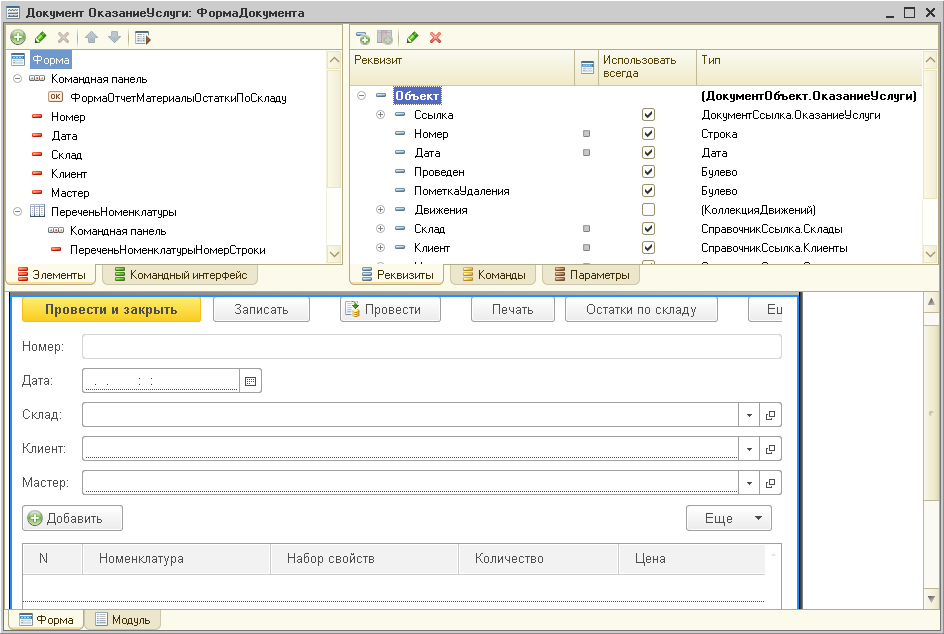 Документ ОказаниеУслуги: ФормаДокумента
Форма
Командная панель
OK ФормаОтчетМатериалыОстаткиПоСкладу
Номер
Дата
Склад
Клиент
Мастер
ПереченьНоменклатуры
Командная панель
ПереченьНоменклатурыНомерСтроки
Элементы Командный интерфейс
Реквизит Использовать всегда Тип
Объект (ДокументОбъект.ОказаниеУслуги)
Ссылка ДокументСсылка.ОказаниеУслуги
Номер Строка
Дата Дата
Проведен Булево
ПометкаУдаления Булево
Движения (КоллекцияДвижений)
Склад СправочникСсылка.Склады
Клиент СправочникСсылка.Клиенты
Реквизиты Команды Параметры
Провести и закрыть Записать Провести Печать Остатки по складу
Номер:
Дата: . . : :
Склад:
Клиент:
Мастер:
Добавить Еще
N Номенклатура Набор свойств Количество Цена
Форма Модуль